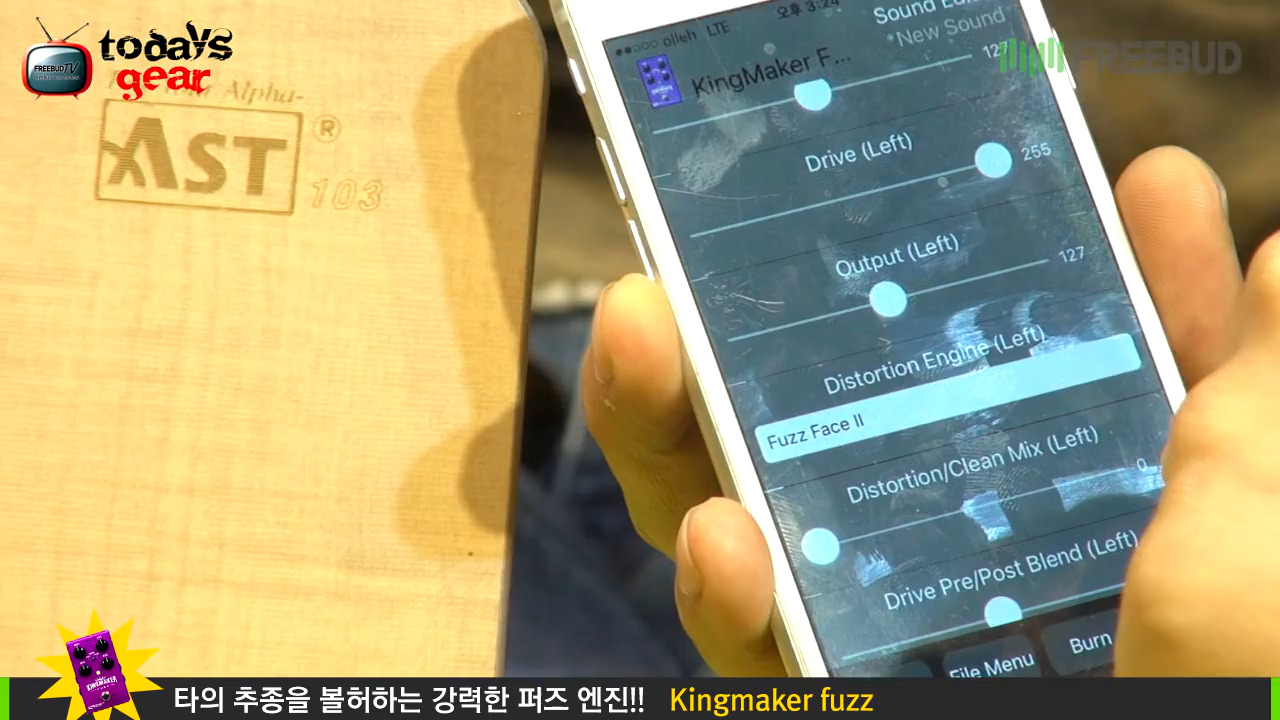 todays
gear
FREEBUD TV
Alpha-
AST®
103
olleh LTE
오후 3:24
Sound Edi
*New Sound
FREEBUD
KingMaker F...
Drive (Left)
255
Output (Left)
127
Distortion Engine (Left)
Fuzz Face II
Distortion/Clean Mix (Left)
0
Drive Pre/Post Blend (Left)
File Menu
Burn
KINGMAKER
타의 추종을 볼허하는 강력한 퍼즈 엔진!! Kingmaker fuzz